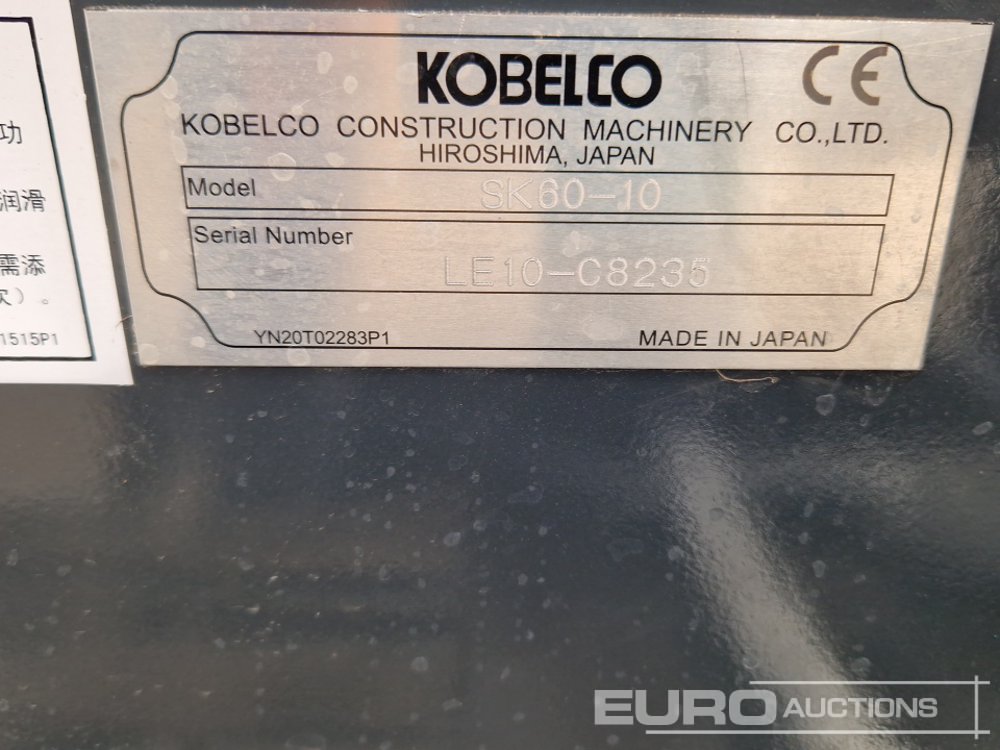 功
润滑
需添
次）。
1515P1
KOBELCO
CE
KOBELCO CONSTRUCTION MACHINERY CO.,LTD.
HIROSHIMA, JAPAN
Model SK60-10
Serial Number
LE10-C8235
YN20T02283P1 MADE IN JAPAN
EURO AUCTIONS